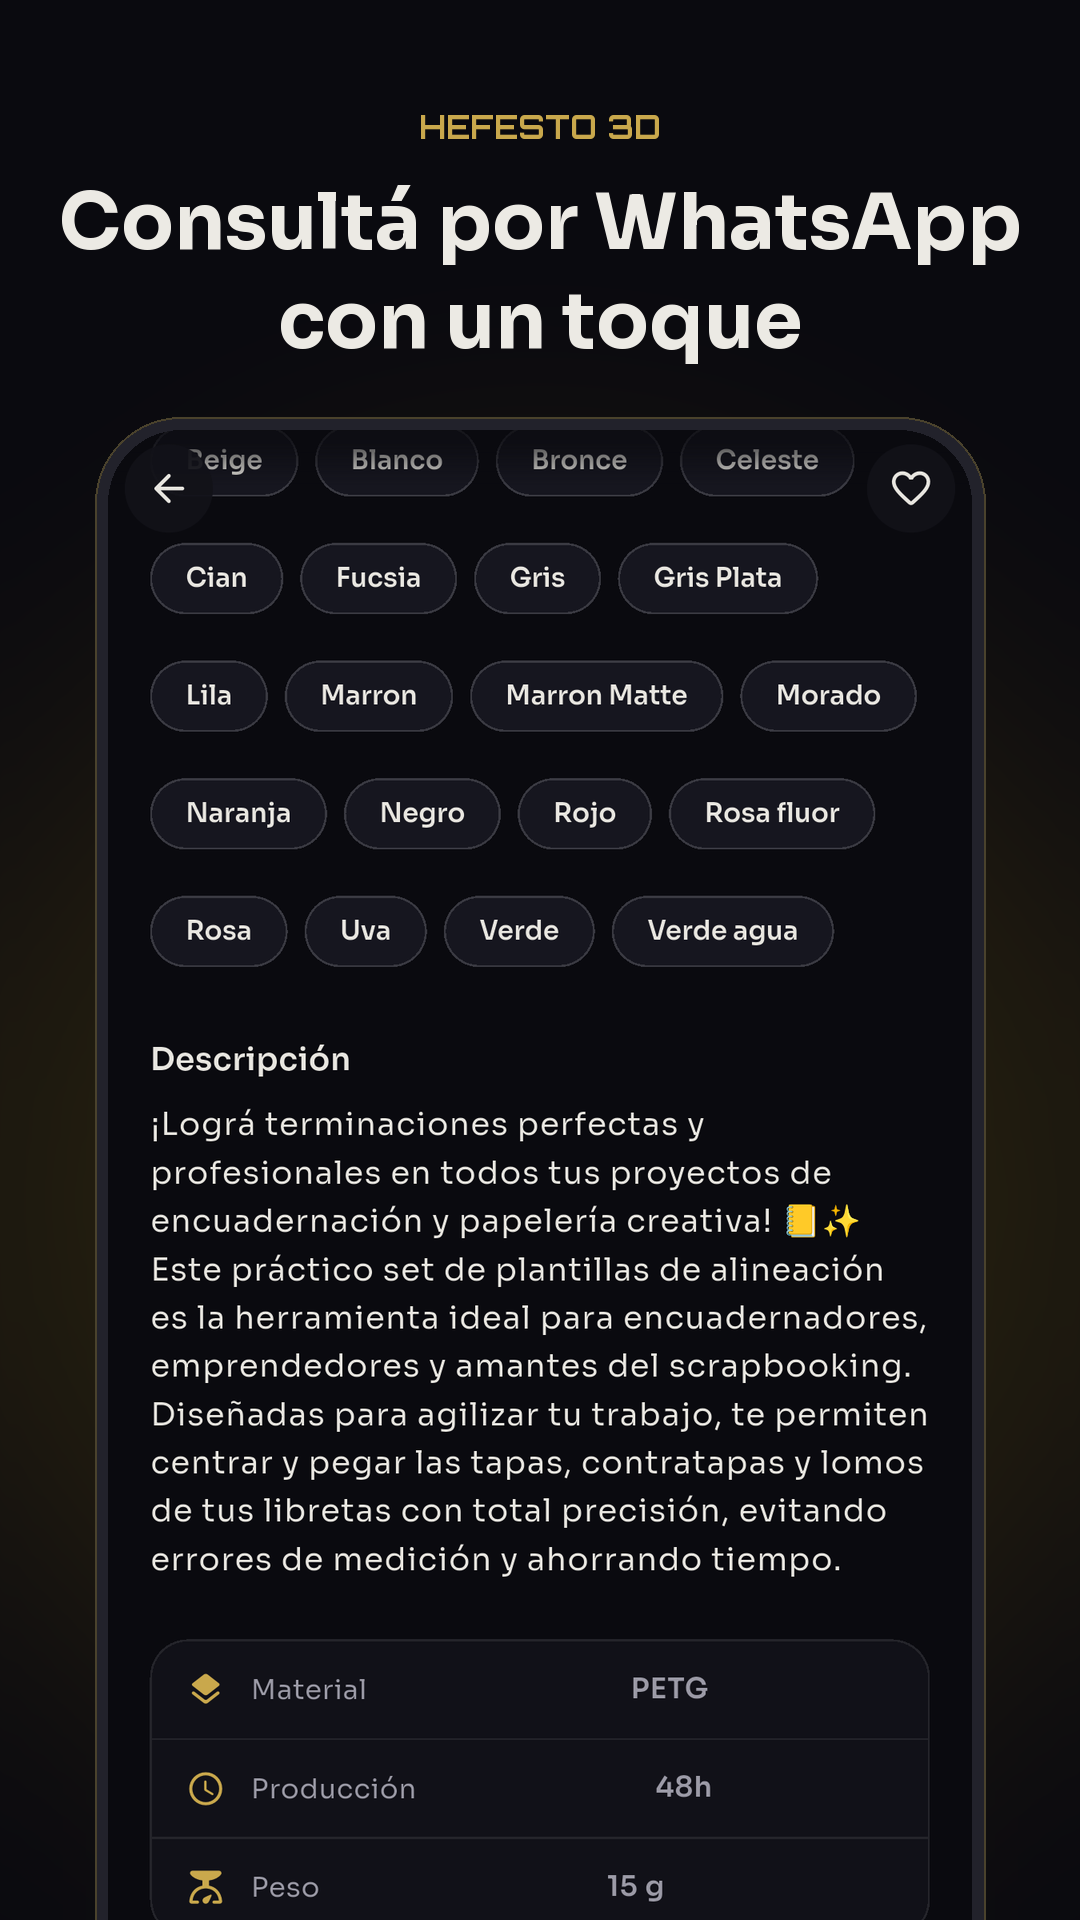 HEFESTO 3D
Consultá por WhatsApp
con un toque
Beige Blanco Bronce Celeste
Cian Fucsia Gris Gris Plata
Lila Marron Marron Matte Morado
Naranja Negro Rojo Rosa fluor
Rosa Uva Verde Verde agua
Descripción
¡Lográ terminaciones perfectas y
profesionales en todos tus proyectos de
encuadernación y papelería creativa! 📒✨
Este práctico set de plantillas de alineación
es la herramienta ideal para encuadernadores,
emprendedores y amantes del scrapbooking.
Diseñadas para agilizar tu trabajo, te permiten
centrar y pegar las tapas, contratapas y lomos
de tus libretas con total precisión, evitando
errores de medición y ahorrando tiempo.
Material PETG
Producción 48h
Peso 15 g